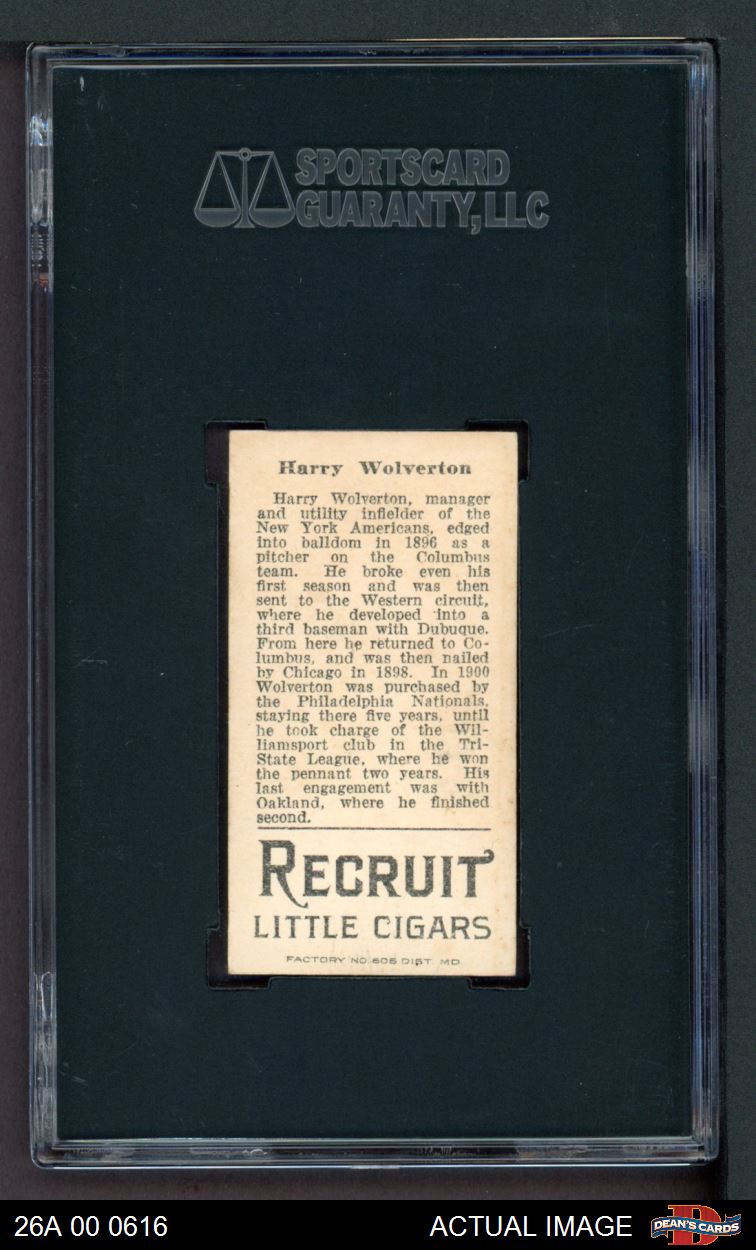 SPORTSCARD
GUARANTY, LLC
Harry Wolverton
Harry Wolverton, manager
and utility infielder of the
New York Americans, edged
into balldom in 1896 as a
pitcher on the Columbus
team. He broke even his
first season and was then
sent to the Western circuit,
where he developed into a
third baseman with Dubuque.
From here he returned to Co-
lumbus, and was then nailed
by Chicago in 1898. In 1900
Wolverton was purchased by
the Philadelphia Nationals,
staying there five years, until
he took charge of the Wil-
liamsport club in the Tri-
State League, where he won
the pennant two years. His
last engagement was with
Oakland, where he finished
second.
RECRUIT
LITTLE CIGARS
FACTORY NO. 606 DIST. MD
26A 00 0616
ACTUAL IMAGE
D
DEAN'S CARDS